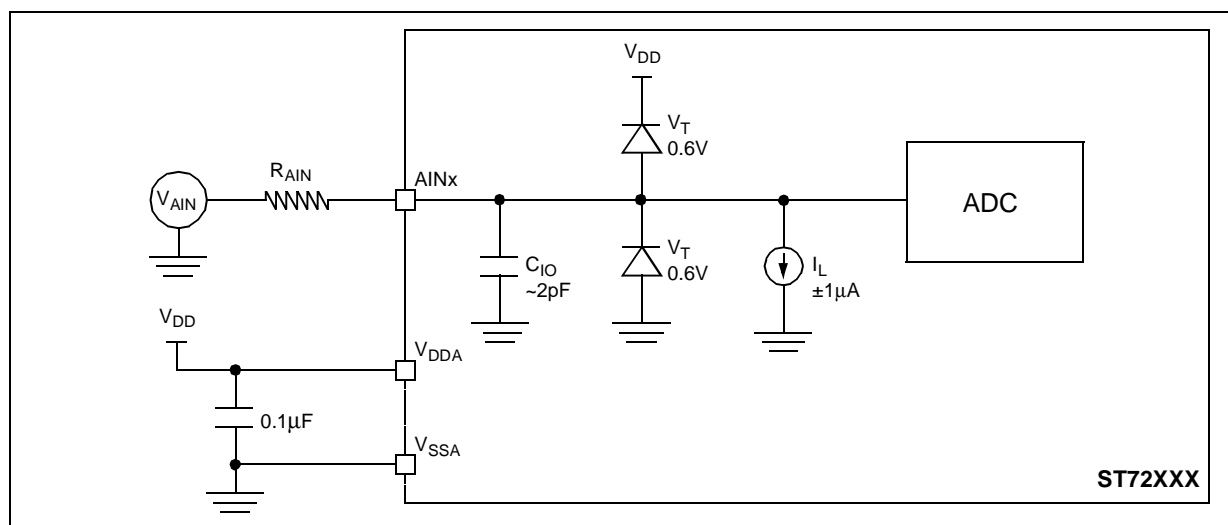 V_DD
V_T
0.6V
R_AIN
AINx
V_AIN
ADC
C_IO
~2pF
V_T
0.6V
I_L
±1µA
V_DD
V_DDA
0.1µF
V_SSA
ST72XXX